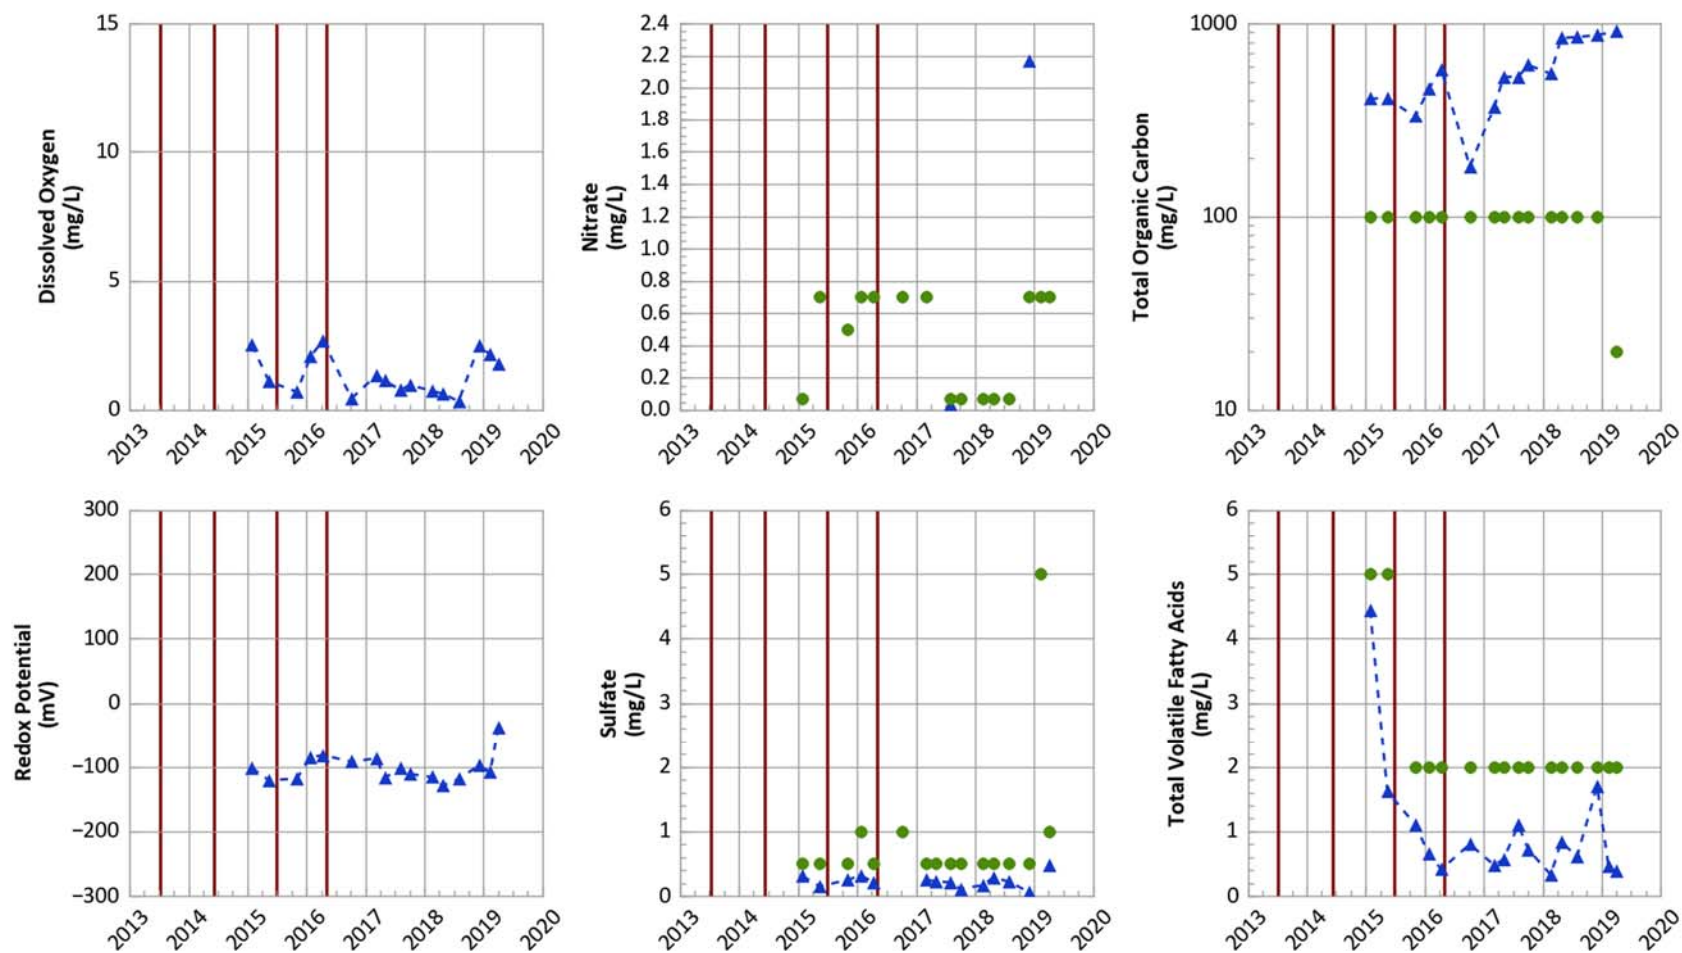 Dissolved Oxygen
(mg/L)
15
10
5
0
2013 2014 2015 2016 2017 2018 2019 2020
Nitrate
(mg/L)
2.4
2.2
2.0
1.8
1.6
1.4
1.2
1.0
0.8
0.6
0.4
0.2
0.0
2013 2014 2015 2016 2017 2018 2019 2020
Total Organic Carbon
(mg/L)
1000
100
10
2013 2014 2015 2016 2017 2018 2019 2020
Redox Potential
(mV)
300
200
100
0
−100
−200
−300
2013 2014 2015 2016 2017 2018 2019 2020
Sulfate
(mg/L)
6
5
4
3
2
1
0
2013 2014 2015 2016 2017 2018 2019 2020
Total Volatile Fatty Acids
(mg/L)
6
5
4
3
2
1
0
2013 2014 2015 2016 2017 2018 2019 2020